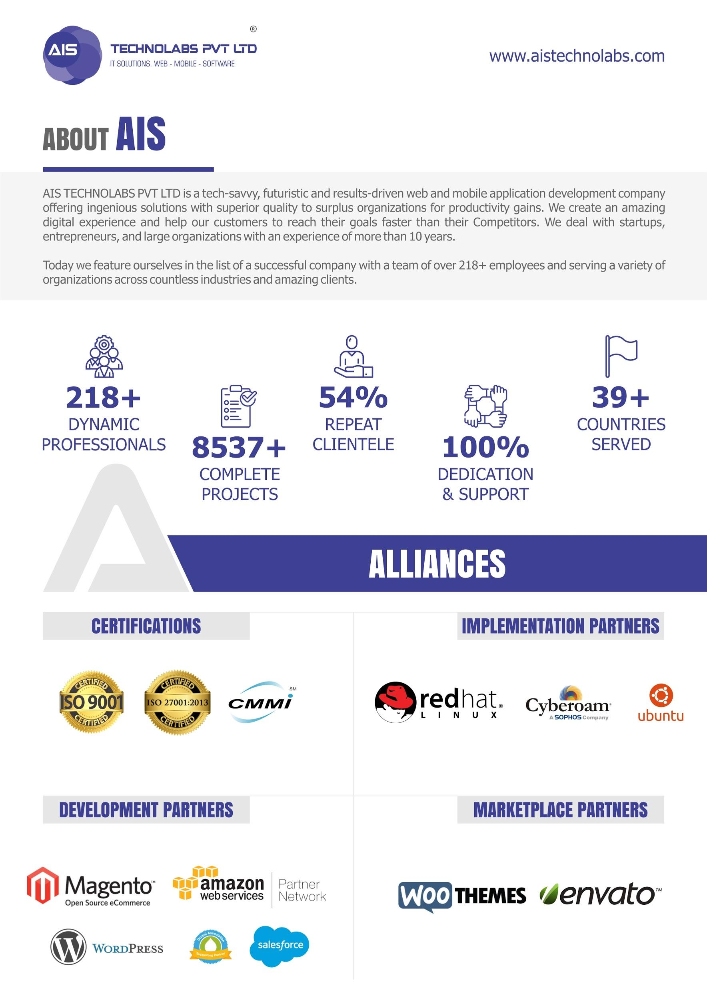 ®
AIS
TECHNOLABS PVT LTD
IT SOLUTIONS. WEB - MOBILE - SOFTWARE
www.aistechnolabs.com
ABOUT AIS
AIS TECHNOLABS PVT LTD is a tech-savvy, futuristic and results-driven web and mobile application development company
offering ingenious solutions with superior quality to surplus organizations for productivity gains. We create an amazing
digital experience and help our customers to reach their goals faster than their Competitors. We deal with startups,
entrepreneurs, and large organizations with an experience of more than 10 years.
Today we feature ourselves in the list of a successful company with a team of over 218+ employees and serving a variety of
organizations across countless industries and amazing clients.
218+
DYNAMIC
PROFESSIONALS
8537+
COMPLETE
PROJECTS
54%
REPEAT
CLIENTELE
100%
DEDICATION
& SUPPORT
39+
COUNTRIES
SERVED
ALLIANCES
CERTIFICATIONS
CERTIFIED
ISO 9001
CERTIFIED
CERTIFIED
ISO 27001:2013
CERTIFIED
CMMi SM
IMPLEMENTATION PARTNERS
redhat®
LINUX
Cyberoam
A SOPHOS Company
ubuntu
DEVELOPMENT PARTNERS
Magento™
Open Source eCommerce
amazon
web services
Partner
Network
WORDPRESS
Drupal Association
Supporting Partner
salesforce
MARKETPLACE PARTNERS
WOO THEMES
envato™